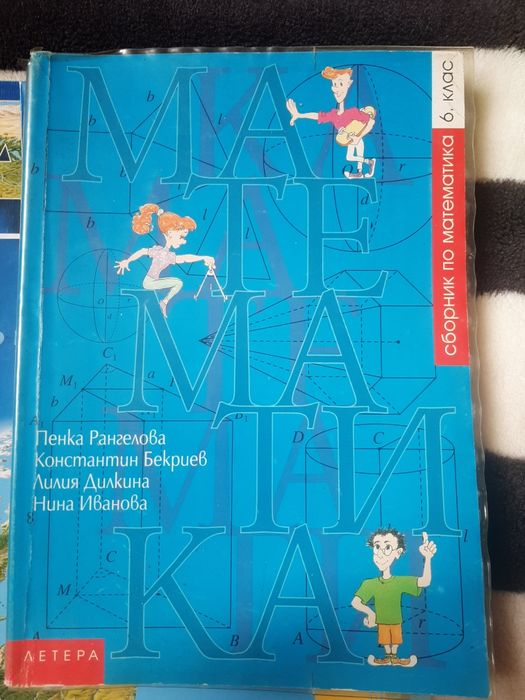 МА
ТЕ
МА
ТИ
КА
сборник по математика 6. клас
Пенка Рангелова
Константин Бекриев
Лилия Дилкина
Нина Иванова
ЛЕТЕРА